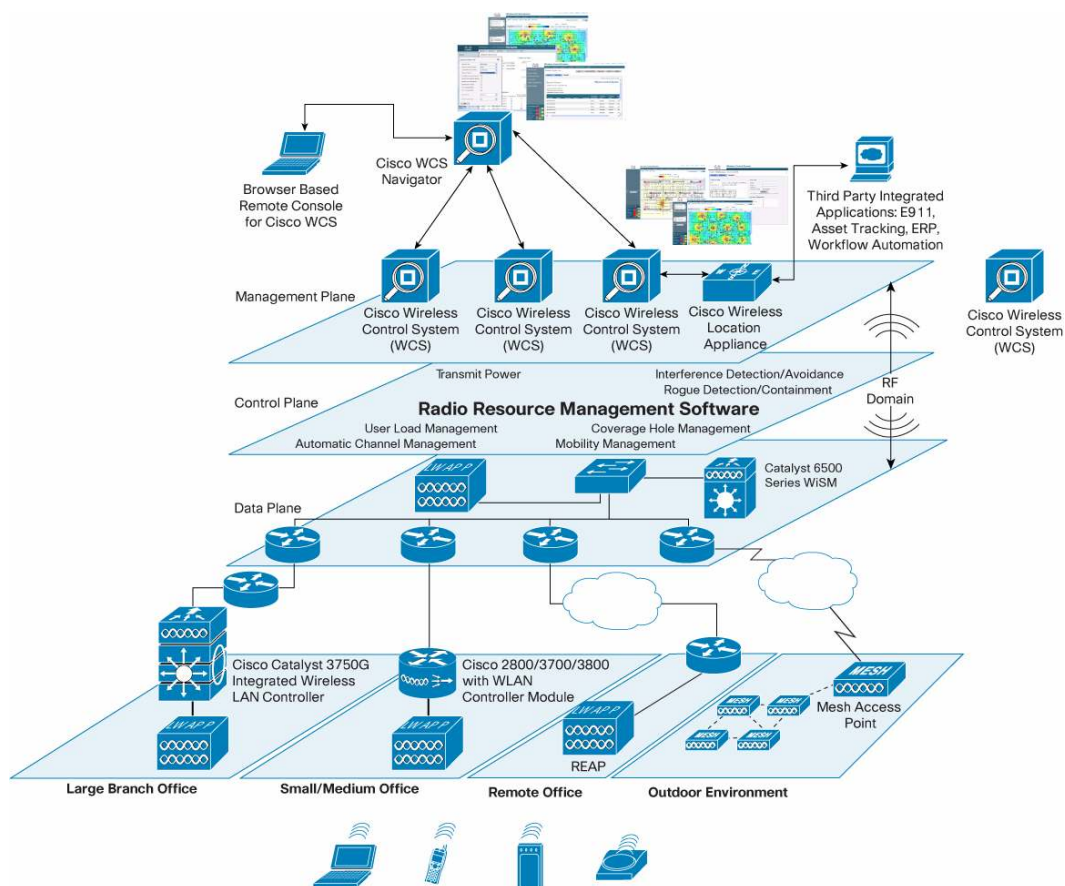 Cisco WCS
Navigator
Browser Based
Remote Console
for Cisco WCS
Third Party Integrated
Applications: E911,
Asset Tracking, ERP,
Workflow Automation
Management Plane
Cisco Wireless
Control System
(WCS)
Cisco Wireless
Control System
(WCS)
Cisco Wireless
Control System
(WCS)
Cisco Wireless
Location
Appliance
Cisco Wireless
Control System
(WCS)
Transmit Power
Interference Detection/Avoidance
Rogue Detection/Containment
Control Plane
Radio Resource Management Software
User Load Management
Coverage Hole Management
Automatic Channel Management
Mobility Management
RF
Domain
LWAPP
Catalyst 6500
Series WiSM
Data Plane
Cisco Catalyst 3750G
Integrated Wireless
LAN Controller
Cisco 2800/3700/3800
with WLAN
Controller Module
MESH
Mesh Access
Point
MESH
MESH
MESH
MESH
LWAPP
LWAPP
LWAPP
REAP
Large Branch Office
Small/Medium Office
Remote Office
Outdoor Environment